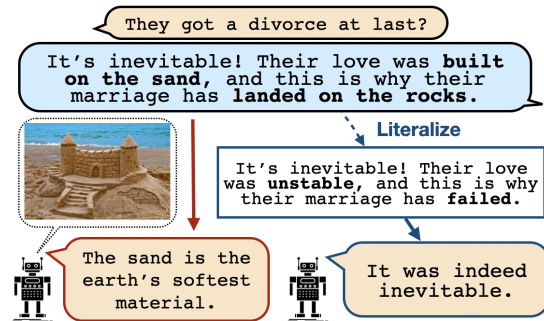 They got a divorce at last?
It's inevitable! Their love was built
on the sand, and this is why their
marriage has landed on the rocks.
Literalize
It's inevitable! Their love
was unstable, and this is why
their marriage has failed.
The sand is the
earth's softest
material.
It was indeed
inevitable.